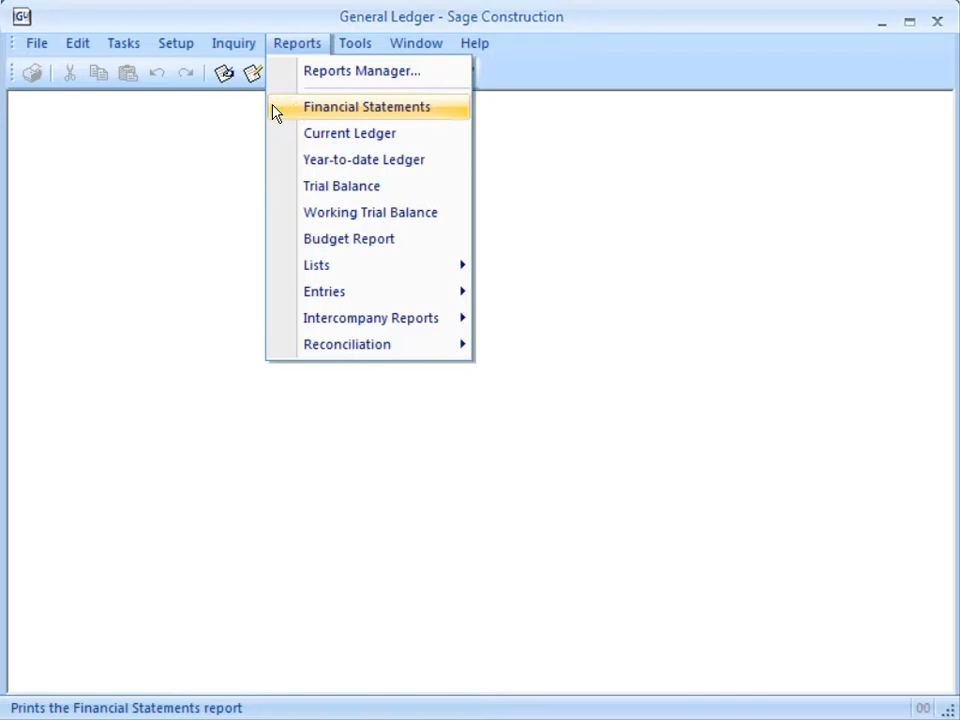 GL
General Ledger - Sage Construction
File Edit Tasks Setup Inquiry Reports Tools Window Help
Reports Manager...
Financial Statements
Current Ledger
Year-to-date Ledger
Trial Balance
Working Trial Balance
Budget Report
Lists
Entries
Intercompany Reports
Reconciliation
Prints the Financial Statements report
00